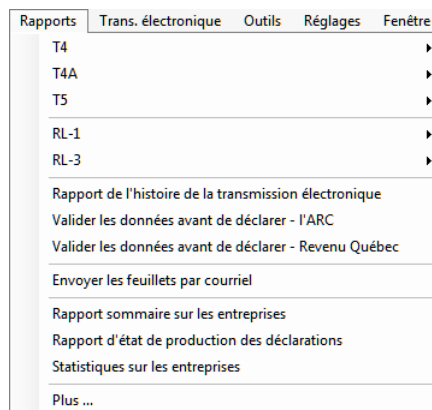 Rapports Trans. électronique Outils Réglages Fenêtre
T4
T4A
T5
RL-1
RL-3
Rapport de l'histoire de la transmission électronique
Valider les données avant de déclarer - l'ARC
Valider les données avant de déclarer - Revenu Québec
Envoyer les feuillets par courriel
Rapport sommaire sur les entreprises
Rapport d'état de production des déclarations
Statistiques sur les entreprises
Plus ...